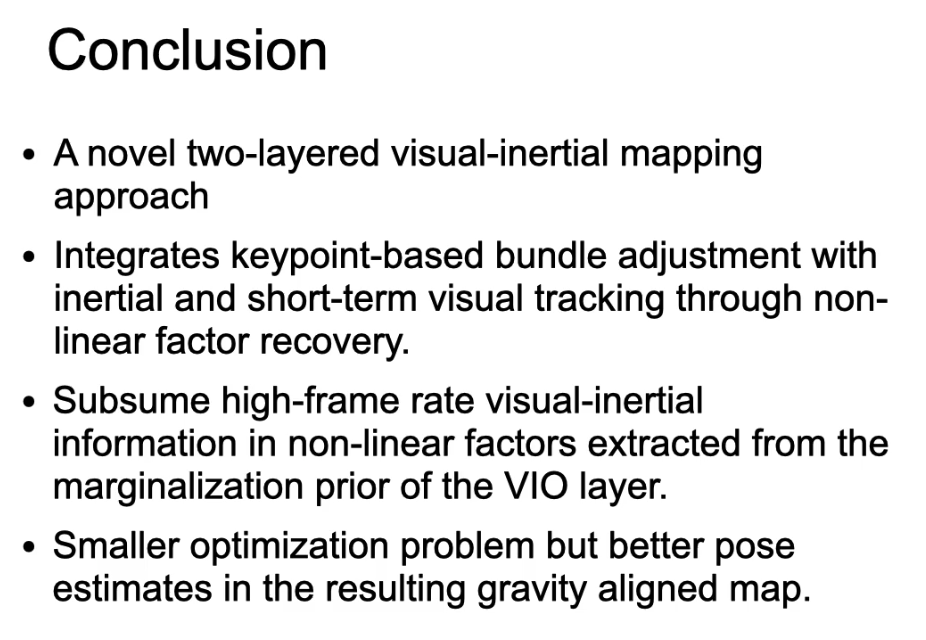 Conclusion
• A novel two-layered visual-inertial mapping
approach
• Integrates keypoint-based bundle adjustment with
inertial and short-term visual tracking through non-
linear factor recovery.
• Subsume high-frame rate visual-inertial
information in non-linear factors extracted from the
marginalization prior of the VIO layer.
• Smaller optimization problem but better pose
estimates in the resulting gravity aligned map.